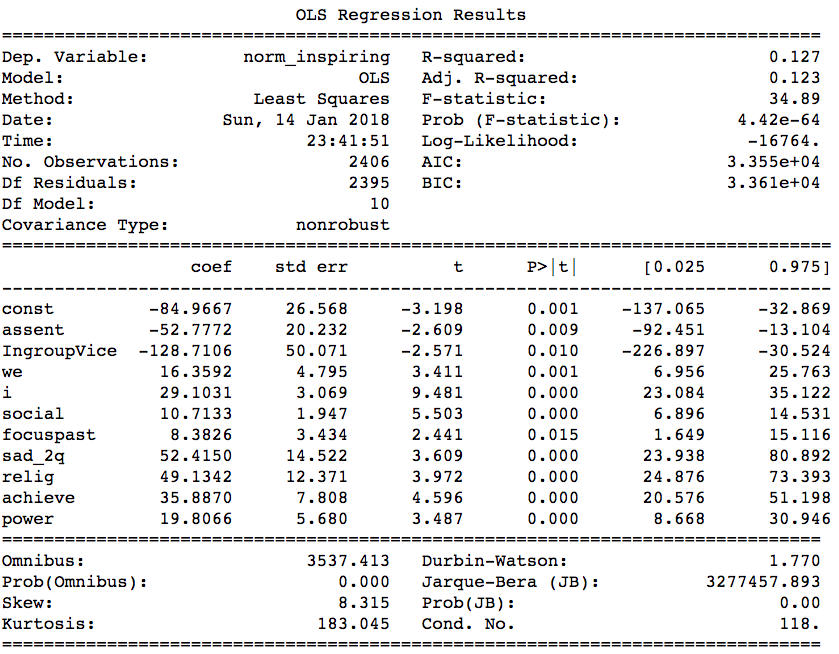 OLS Regression Results
==============================================================================
Dep. Variable: norm_inspiring R-squared: 0.127
Model: OLS Adj. R-squared: 0.123
Method: Least Squares F-statistic: 34.89
Date: Sun, 14 Jan 2018 Prob (F-statistic): 4.42e-64
Time: 23:41:51 Log-Likelihood: -16764.
No. Observations: 2406 AIC: 3.355e+04
Df Residuals: 2395 BIC: 3.361e+04
Df Model: 10
Covariance Type: nonrobust
===============================================================================
coef std err t P>|t| [0.025 0.975]
-------------------------------------------------------------------------------
const -84.9667 26.568 -3.198 0.001 -137.065 -32.869
assent -52.7772 20.232 -2.609 0.009 -92.451 -13.104
IngroupVice -128.7106 50.071 -2.571 0.010 -226.897 -30.524
we 16.3592 4.795 3.411 0.001 6.956 25.763
i 29.1031 3.069 9.481 0.000 23.084 35.122
social 10.7133 1.947 5.503 0.000 6.896 14.531
focuspast 8.3826 3.434 2.441 0.015 1.649 15.116
sad_2q 52.4150 14.522 3.609 0.000 23.938 80.892
relig 49.1342 12.371 3.972 0.000 24.876 73.393
achieve 35.8870 7.808 4.596 0.000 20.576 51.198
power 19.8066 5.680 3.487 0.000 8.668 30.946
==============================================================================
Omnibus: 3537.413 Durbin-Watson: 1.770
Prob(Omnibus): 0.000 Jarque-Bera (JB): 3277457.893
Skew: 8.315 Prob(JB): 0.00
Kurtosis: 183.045 Cond. No. 118.
==============================================================================